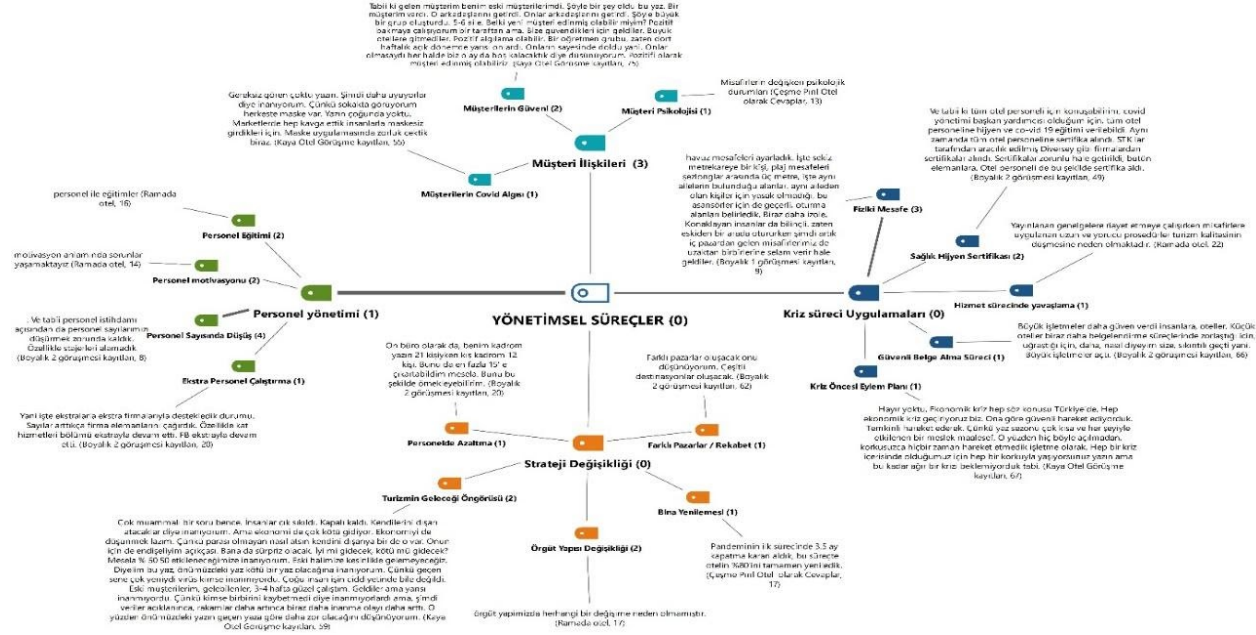 Tabii ki gelen müşterim benim eski müşterilerimdi. Şöyle bir şey oldu bu yaz. Bir
müşterim vardı. O arkadaşlarını getirdi. Onlar arkadaşlarını getirdi. Şöyle büyük
bir grup oluşturdu. 5-6 aile. Belki yeni müşteri edinmiş olabilir miyim? Pozitif
bakmaya çalışıyorum bir taraftan ama. Bize güvendikleri için geldiler. Büyük
otellere gitmediler. Pozitif algılama olabilir. Bir öğretmen grubu, zaten dört
haftalık açık dönemde yarısı on ardı. Onların sayesinde doldu yani. Onlar
olmasaydı her halde biz o ay da boş kalacaktık diye düşünüyorum. Pozitifi olarak
müşteri edinmiş olabiliriz. (Kaya Otel Görüşme kayıtları, 75)
Müşterilerin Güveni (2)
Misafirlerin değişken psikolojik
durumları (Çeşme Pırıl Otel
olarak Cevaplar, 13)
Müşteri Psikolojisi (1)
Gereksiz gören çoktu yazın. Şimdi daha uyuyorlar
diye inanıyorum. Çünkü sokakta görüyorum
herkeste maske var. Yazın çoğunda yoktu.
Marketlerde hep kavga ettik insanlarla maskesiz
girdikleri için. Maske uygulamasında zorluk çektik
biraz. (Kaya Otel Görüşme kayıtları, 55)
Müşterilerin Covid Algısı (1)
Müşteri İlişkileri (3)
havuz mesafeleri ayarladık. İşte sekiz
metrekareye bir kişi, plaj mesafeleri
şezlonglar arasında üç metre, işte aynı
ailelerin bulunduğu alanlar, aynı aileden
olan kişiler için yasak olmadığı, bu
asansörler için de geçerli, oturma
alanları belirledik. Biraz daha izole.
Konaklayan insanlar da bilinçli, zaten
eskiden bir arada otururken şimdi artık
iç pazardan gelen misafirlerimiz de
uzaktan birbirlerine selam verir hale
geldiler. (Boyalık 1 görüşmesi kayıtları,
9)
Fiziki Mesafe (3)
Ve tabii ki tüm otel personeli için konuşabilirim, covid
yönetimi başkan yardımcısı olduğum için, tüm otel
personeline hijyen ve co-vid 19 eğitimi verilebildi. Aynı
zamanda tüm otel personeline sertifika alındı. STK lar
tarafından aracılık edilmiş Diversey gibi firmalardan
sertifikalar alındı. Sertifikalar zorunlu hale getirildi, bütün
elemanlara. Otel personeli de bu şekilde sertifika aldı.
(Boyalık 2 görüşmesi kayıtları, 49)
Sağlık Hijyen Sertifikası (2)
Yayınlanan genelgelere riayet etmeye çalışırken misafirlere
uygulanan uzun ve yorucu prosedürler turizm kalitesinin
düşmesine neden olmaktadır. (Ramada otel, 22)
Hizmet sürecinde yavaşlama (1)
Kriz süreci Uygulamaları (0)
Büyük işletmeler daha güven verdi insanlara, oteller. Küçük
oteller biraz daha belgelendirme süreçlerinde zorlaştığı için,
uğraştığı için, daha, nasıl diyeyim size, sıkıntılı geçti yani.
Büyük işletmeler açtı. (Boyalık 2 görüşmesi kayıtları, 66)
Güvenli Belge Alma Süreci (1)
Kriz Öncesi Eylem Planı (1)
Hayır yoktu. Ekonomik kriz hep söz konusu Türkiye'de. Hep
ekonomik kriz geçiriyoruz biz. Ona göre güvenli hareket ediyorduk.
Temkinli hareket ederek. Çünkü yaz sezonu çok kısa ve her şeyiyle
etkilenen bir meslek maalesef. O yüzden hiç böyle açılmadan,
korkusuzca hiçbir zaman hareket etmedik işletme olarak. Hep bir kriz
içerisinde olduğumuz için hep bir korkuyla yaşıyorsunuz yazın ama
bu kadar ağır bir krizi beklemiyorduk tabi. (Kaya Otel Görüşme
kayıtları, 67)
personel ile eğitimler (Ramada
otel, 16)
Personel Eğitimi (2)
motivasyon anlamında sorunlar
yaşamaktayız (Ramada otel, 14)
Personel motivasyonu (2)
Personel yönetimi (1)
YÖNETİMSEL SÜREÇLER (0)
. Ve tabii personel istihdamı
açısından da personel sayılarımızı
düşürmek zorunda kaldık.
Özellikle stajerleri alamadık
(Boyalık 2 görüşmesi kayıtları, 8)
Personel Sayısında Düşüş (4)
Ekstra Personel Çalıştırma (1)
Yani işte ekstralarla ekstra firmalarıyla destekledik durumu.
Sayılar arttıkça firma elemanlarını çağırdık. Özellikle kat
hizmetleri bölümü ekstrayla devam etti. FB ekstrayla devam
etti. (Boyalık 2 görüşmesi kayıtları, 20)
Ön büro olarak da, benim kadrom
yazın 21 kişiyken kış kadrom 12
kişi. Bunu da en fazla 15' e
çıkartabildim mesela. Bunu bu
şekilde örnekleyebilirim. (Boyalık
2 görüşmesi kayıtları, 20)
Personelde Azaltma (1)
Farklı pazarlar oluşacak onu
düşünüyorum. Çeşitli
destinasyonlar oluşacak. (Boyalık
2 görüşmesi kayıtları, 62)
Farklı Pazarlar / Rekabet (1)
Strateji Değişikliği (0)
Turizmin Geleceği Öngörüsü (2)
Çok muammalı bir soru bence. İnsanlar çok sıkıldı. Kapalı kaldı. Kendilerini dışarı
atacaklar diye inanıyorum. Ama ekonomi de çok kötü gidiyor. Ekonomiyi de
düşünmek lazım. Çünkü parası olmayan nasıl atsın kendini dışarıya bir de o var. Onun
için de endişeliyim açıkçası. Bana da sürpriz olacak. İyi mi gidecek, kötü mü gidecek?
Mesela % 50 50 etkileneceğimize inanıyorum. Eski halimize kesinlikle gelemeyeceğiz.
Diyelim bu yaz, önümüzdeki yaz kötü bir yaz olacağına inanıyorum. Çünkü geçen
sene çok yeniydi virüs kimse inanmıyordu. Çoğu insan işin ciddiyetinde bile değildi.
Eski müşterilerim, gelebilenler, 3-4 hafta güzel çalıştım. Geldiler ama yarısı
inanmıyordu. Çünkü kimse birbirini kaybetmedi diye inanmıyorlardı ama, şimdi
veriler açıklanınca, rakamlar daha artınca biraz daha inanma olayı daha arttı. O
yüzden önümüzdeki yazın geçen yaza göre daha zor olacağını düşünüyorum. (Kaya
Otel Görüşme kayıtları, 59)
Örgüt Yapısı Değişikliği (2)
örgüt yapımızda herhangi bir değişime neden olmamıştır.
(Ramada otel, 17)
Bina Yenilemesi (1)
Pandeminin ilk sürecinde 3.5 ay
kapatma kararı aldık, bu süreçte
otelin %80'ini tamamen yeniledik.
(Çeşme Pırıl Otel olarak Cevaplar,
17)